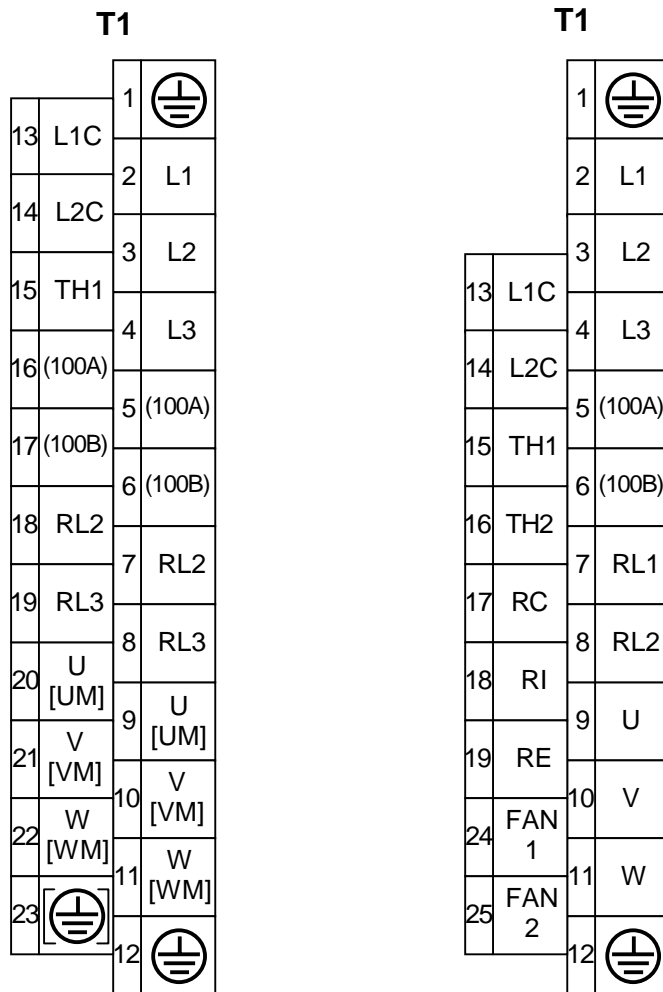 T1
1
13 L1C
2 L1
14 L2C
3 L2
15 TH1
4 L3
16 (100A)
5 (100A)
17 (100B)
6 (100B)
18 RL2
7 RL2
19 RL3
8 RL3
20 U
[UM]
9 U
[UM]
21 V
[VM]
10 V
[VM]
22 W
[WM]
11 W
[WM]
23
12
T1
1
2 L1
3 L2
13 L1C
4 L3
14 L2C
5 (100A)
15 TH1
6 (100B)
16 TH2
7 RL1
17 RC
8 RL2
18 RI
9 U
19 RE
10 V
24 FAN
1
11 W
25 FAN
2
12